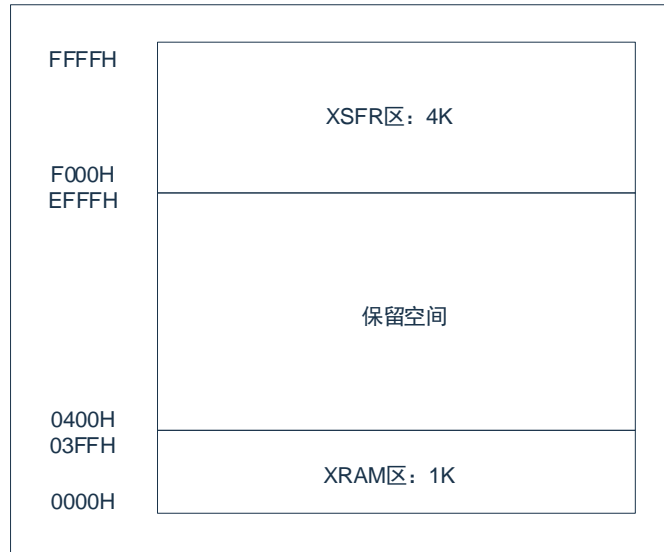 FFFFH
XSFR区：4K
F000H
EFFFH
保留空间
0400H
03FFH
XRAM区：1K
0000H